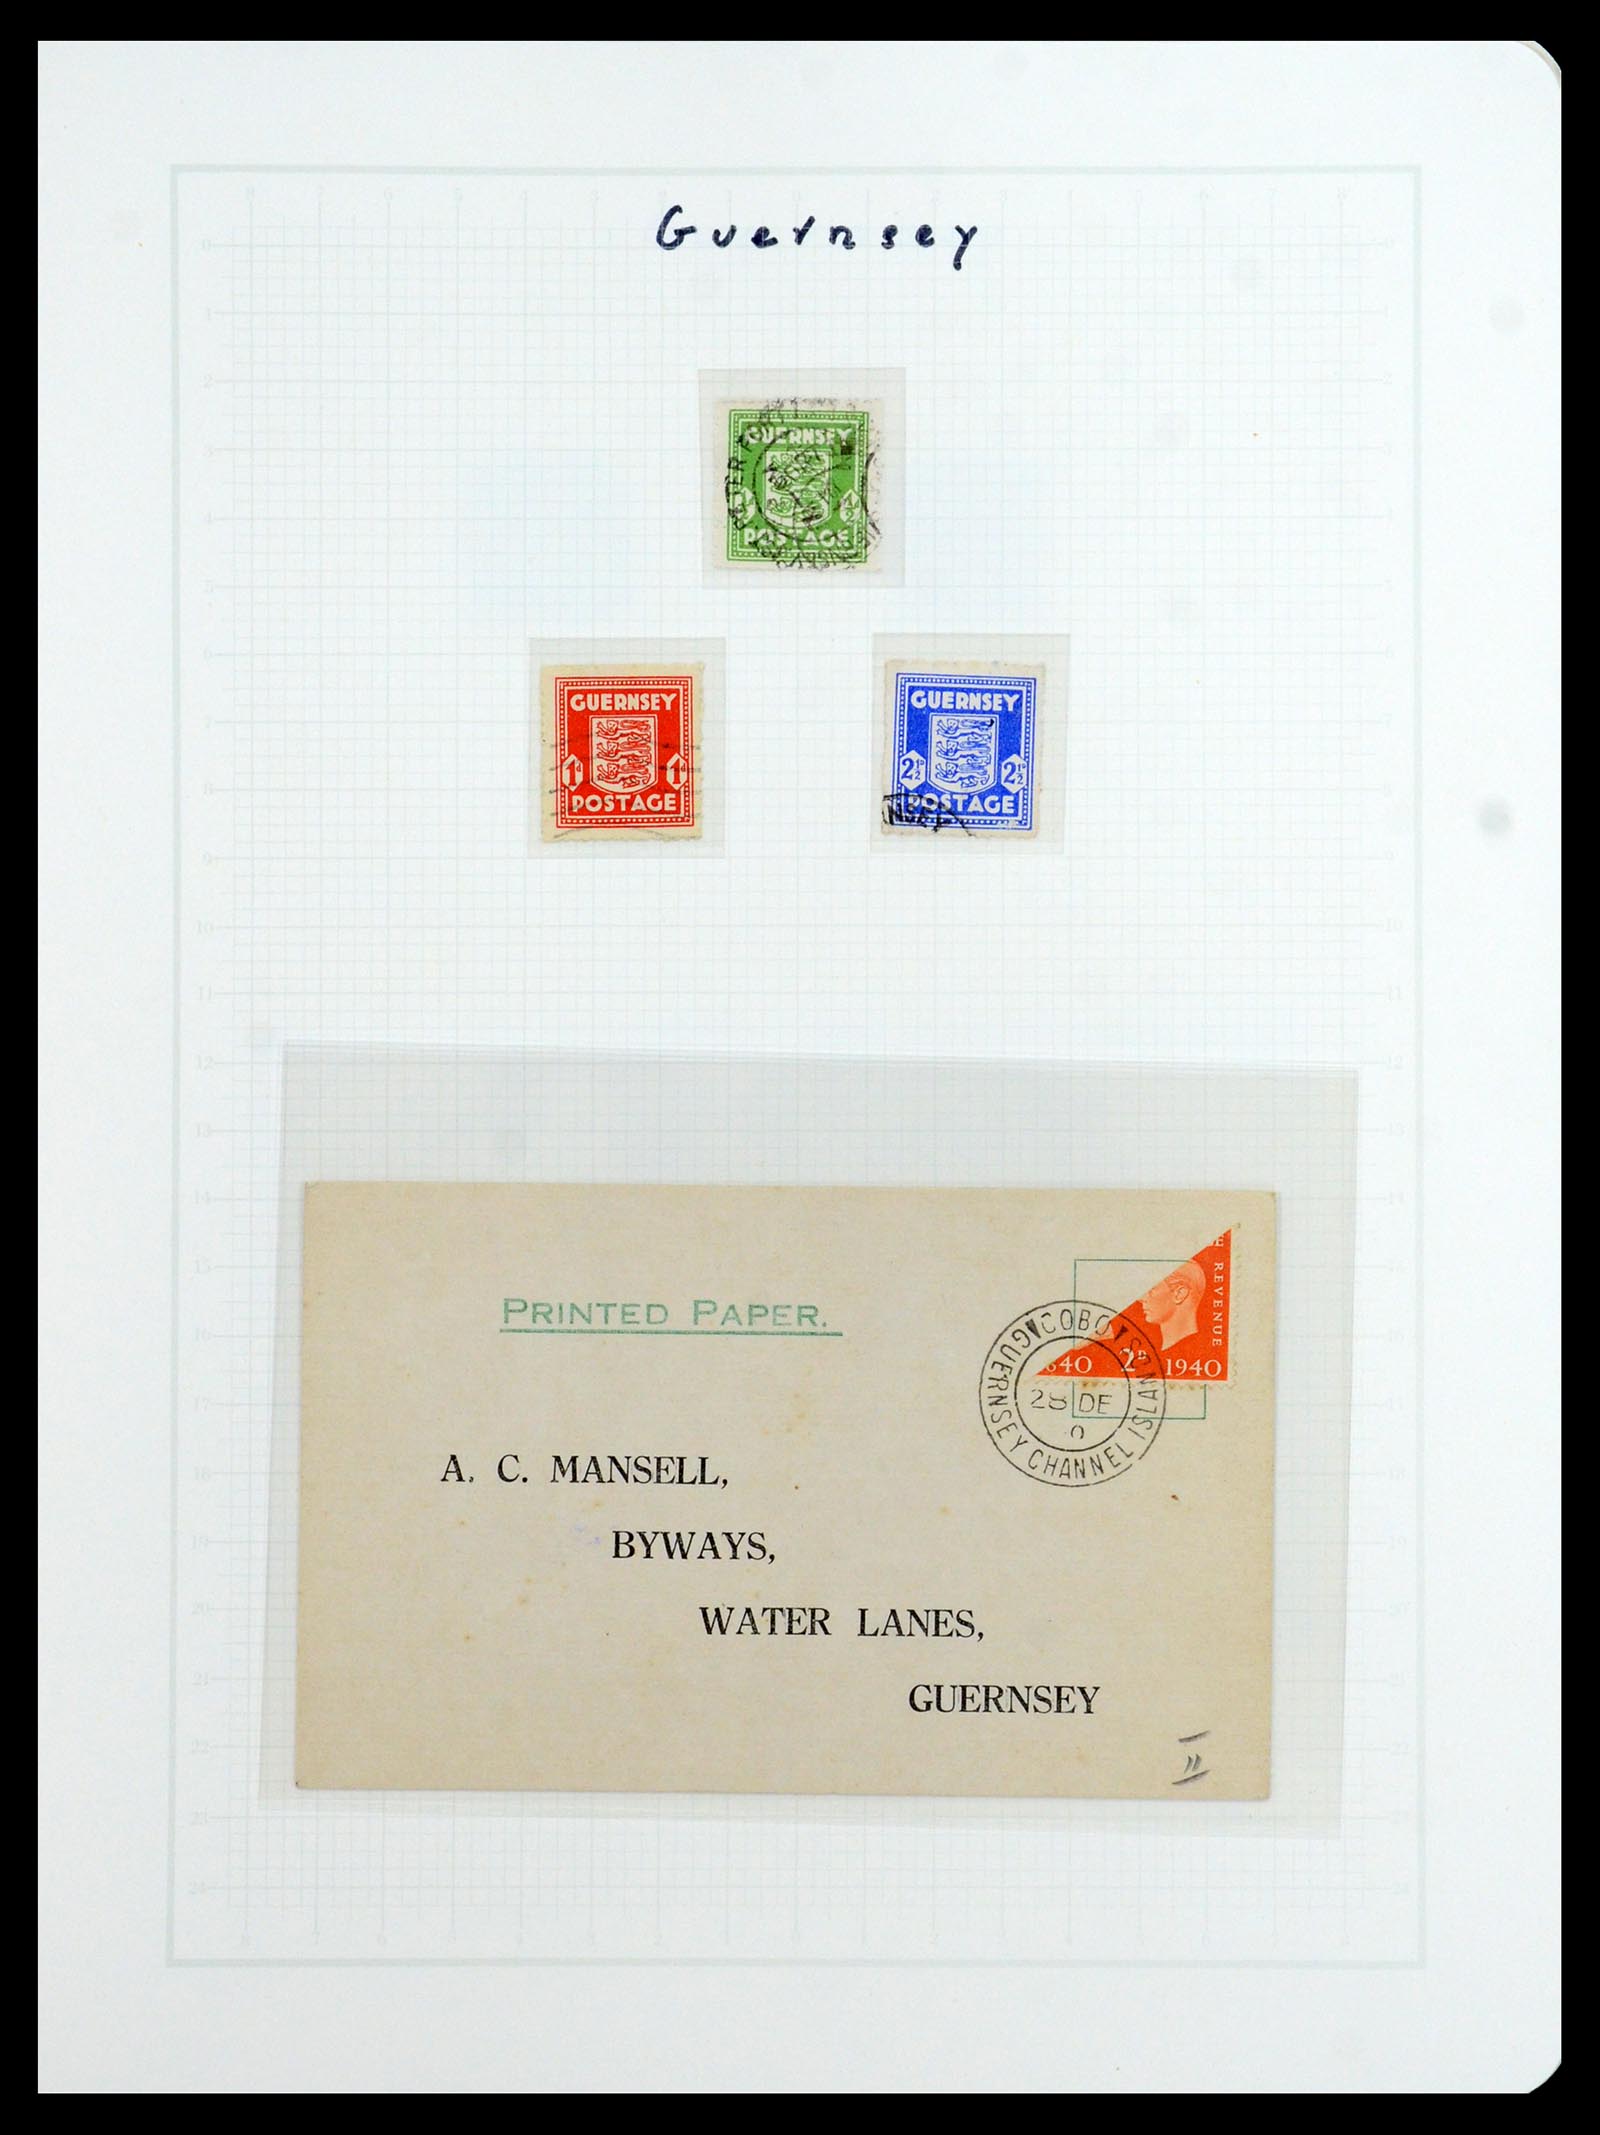 Guernsey
GUERNSEY
POSTAGE
GUERNSEY
1d 1d
POSTAGE
GUERNSEY
2½d 2½d
POSTAGE
NSEY
PRINTED PAPER.
REVENUE
2D 1940
COBO
GUERNSEY CHANNEL ISLANDS
28 DE
A. C. MANSELL,
BYWAYS,
WATER LANES,
GUERNSEY